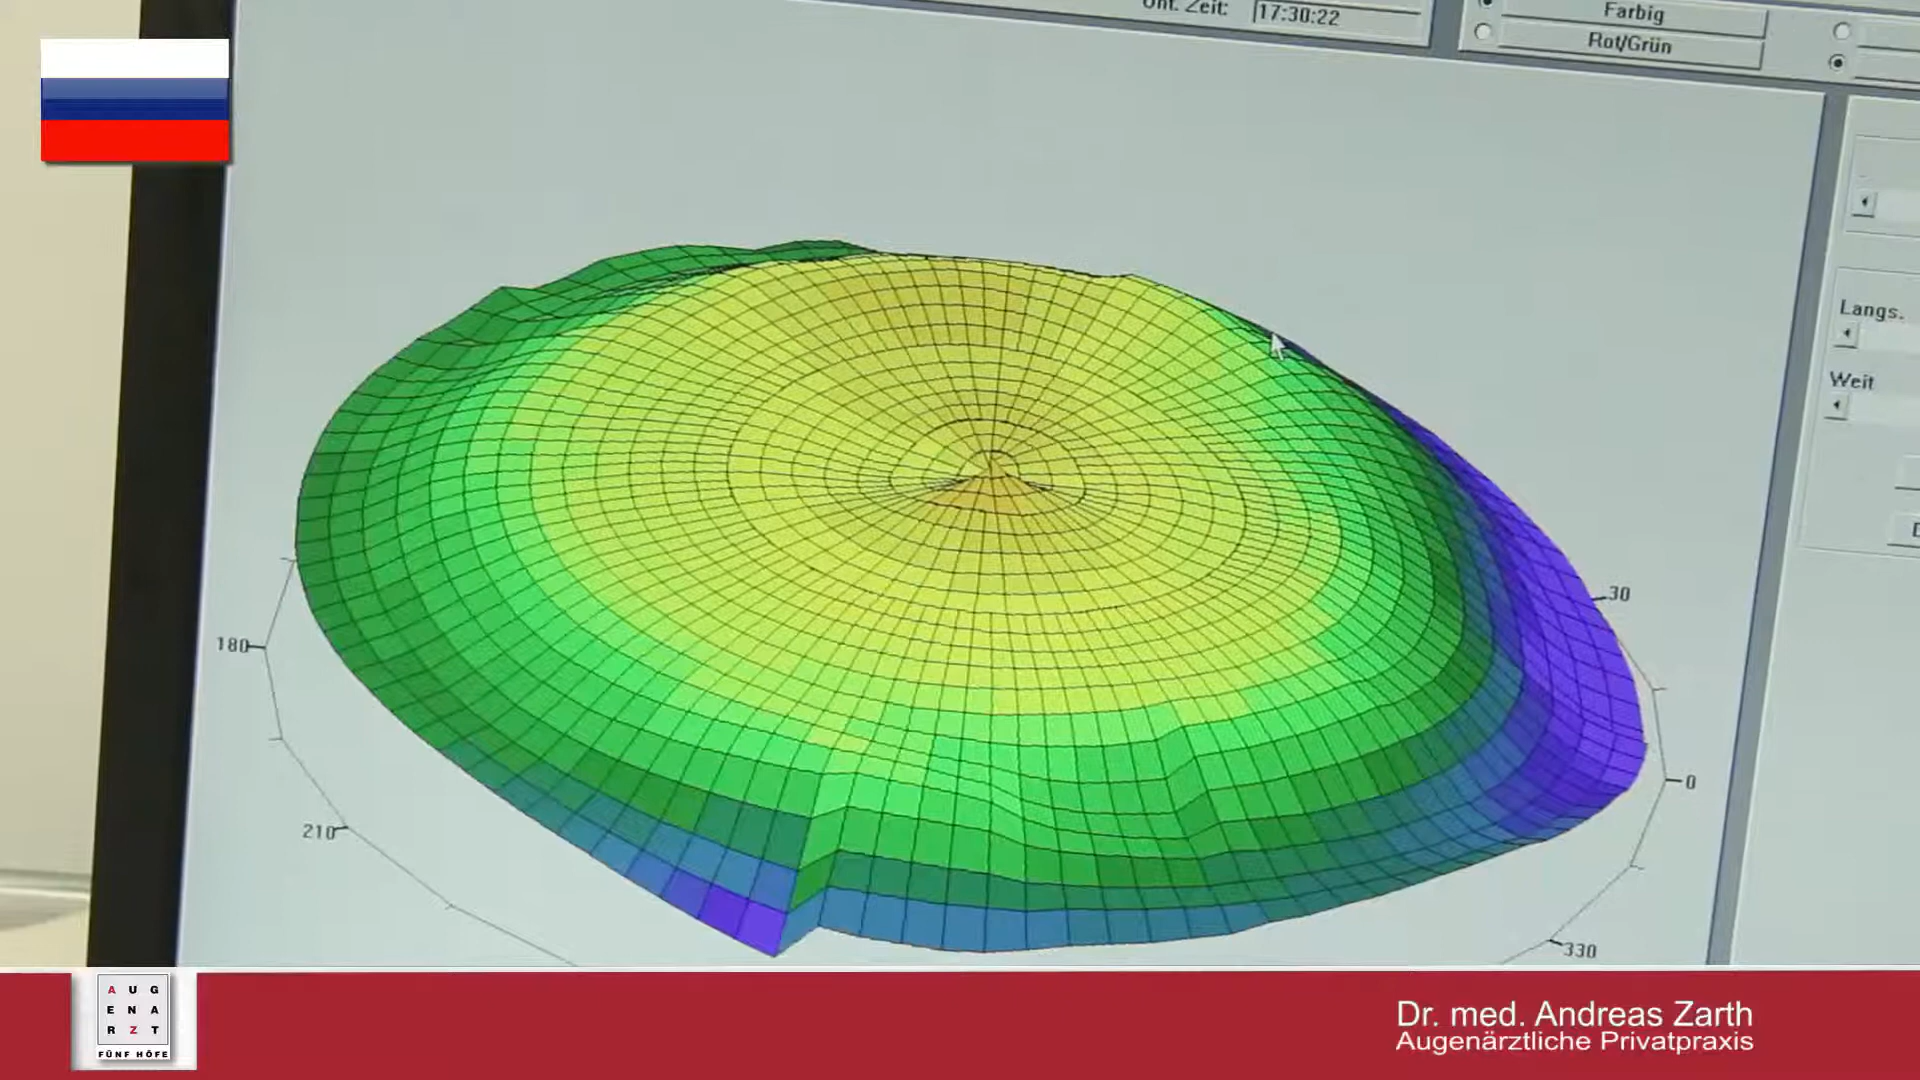 Unt. Zeit: 17:30:22
Farbig
Rot/Grün
Langs.
Weit
30
180
0
210
330
A U G
E N A
R Z T
FÜNF HÖFE
Dr. med. Andreas Zarth
Augenärztliche Privatpraxis